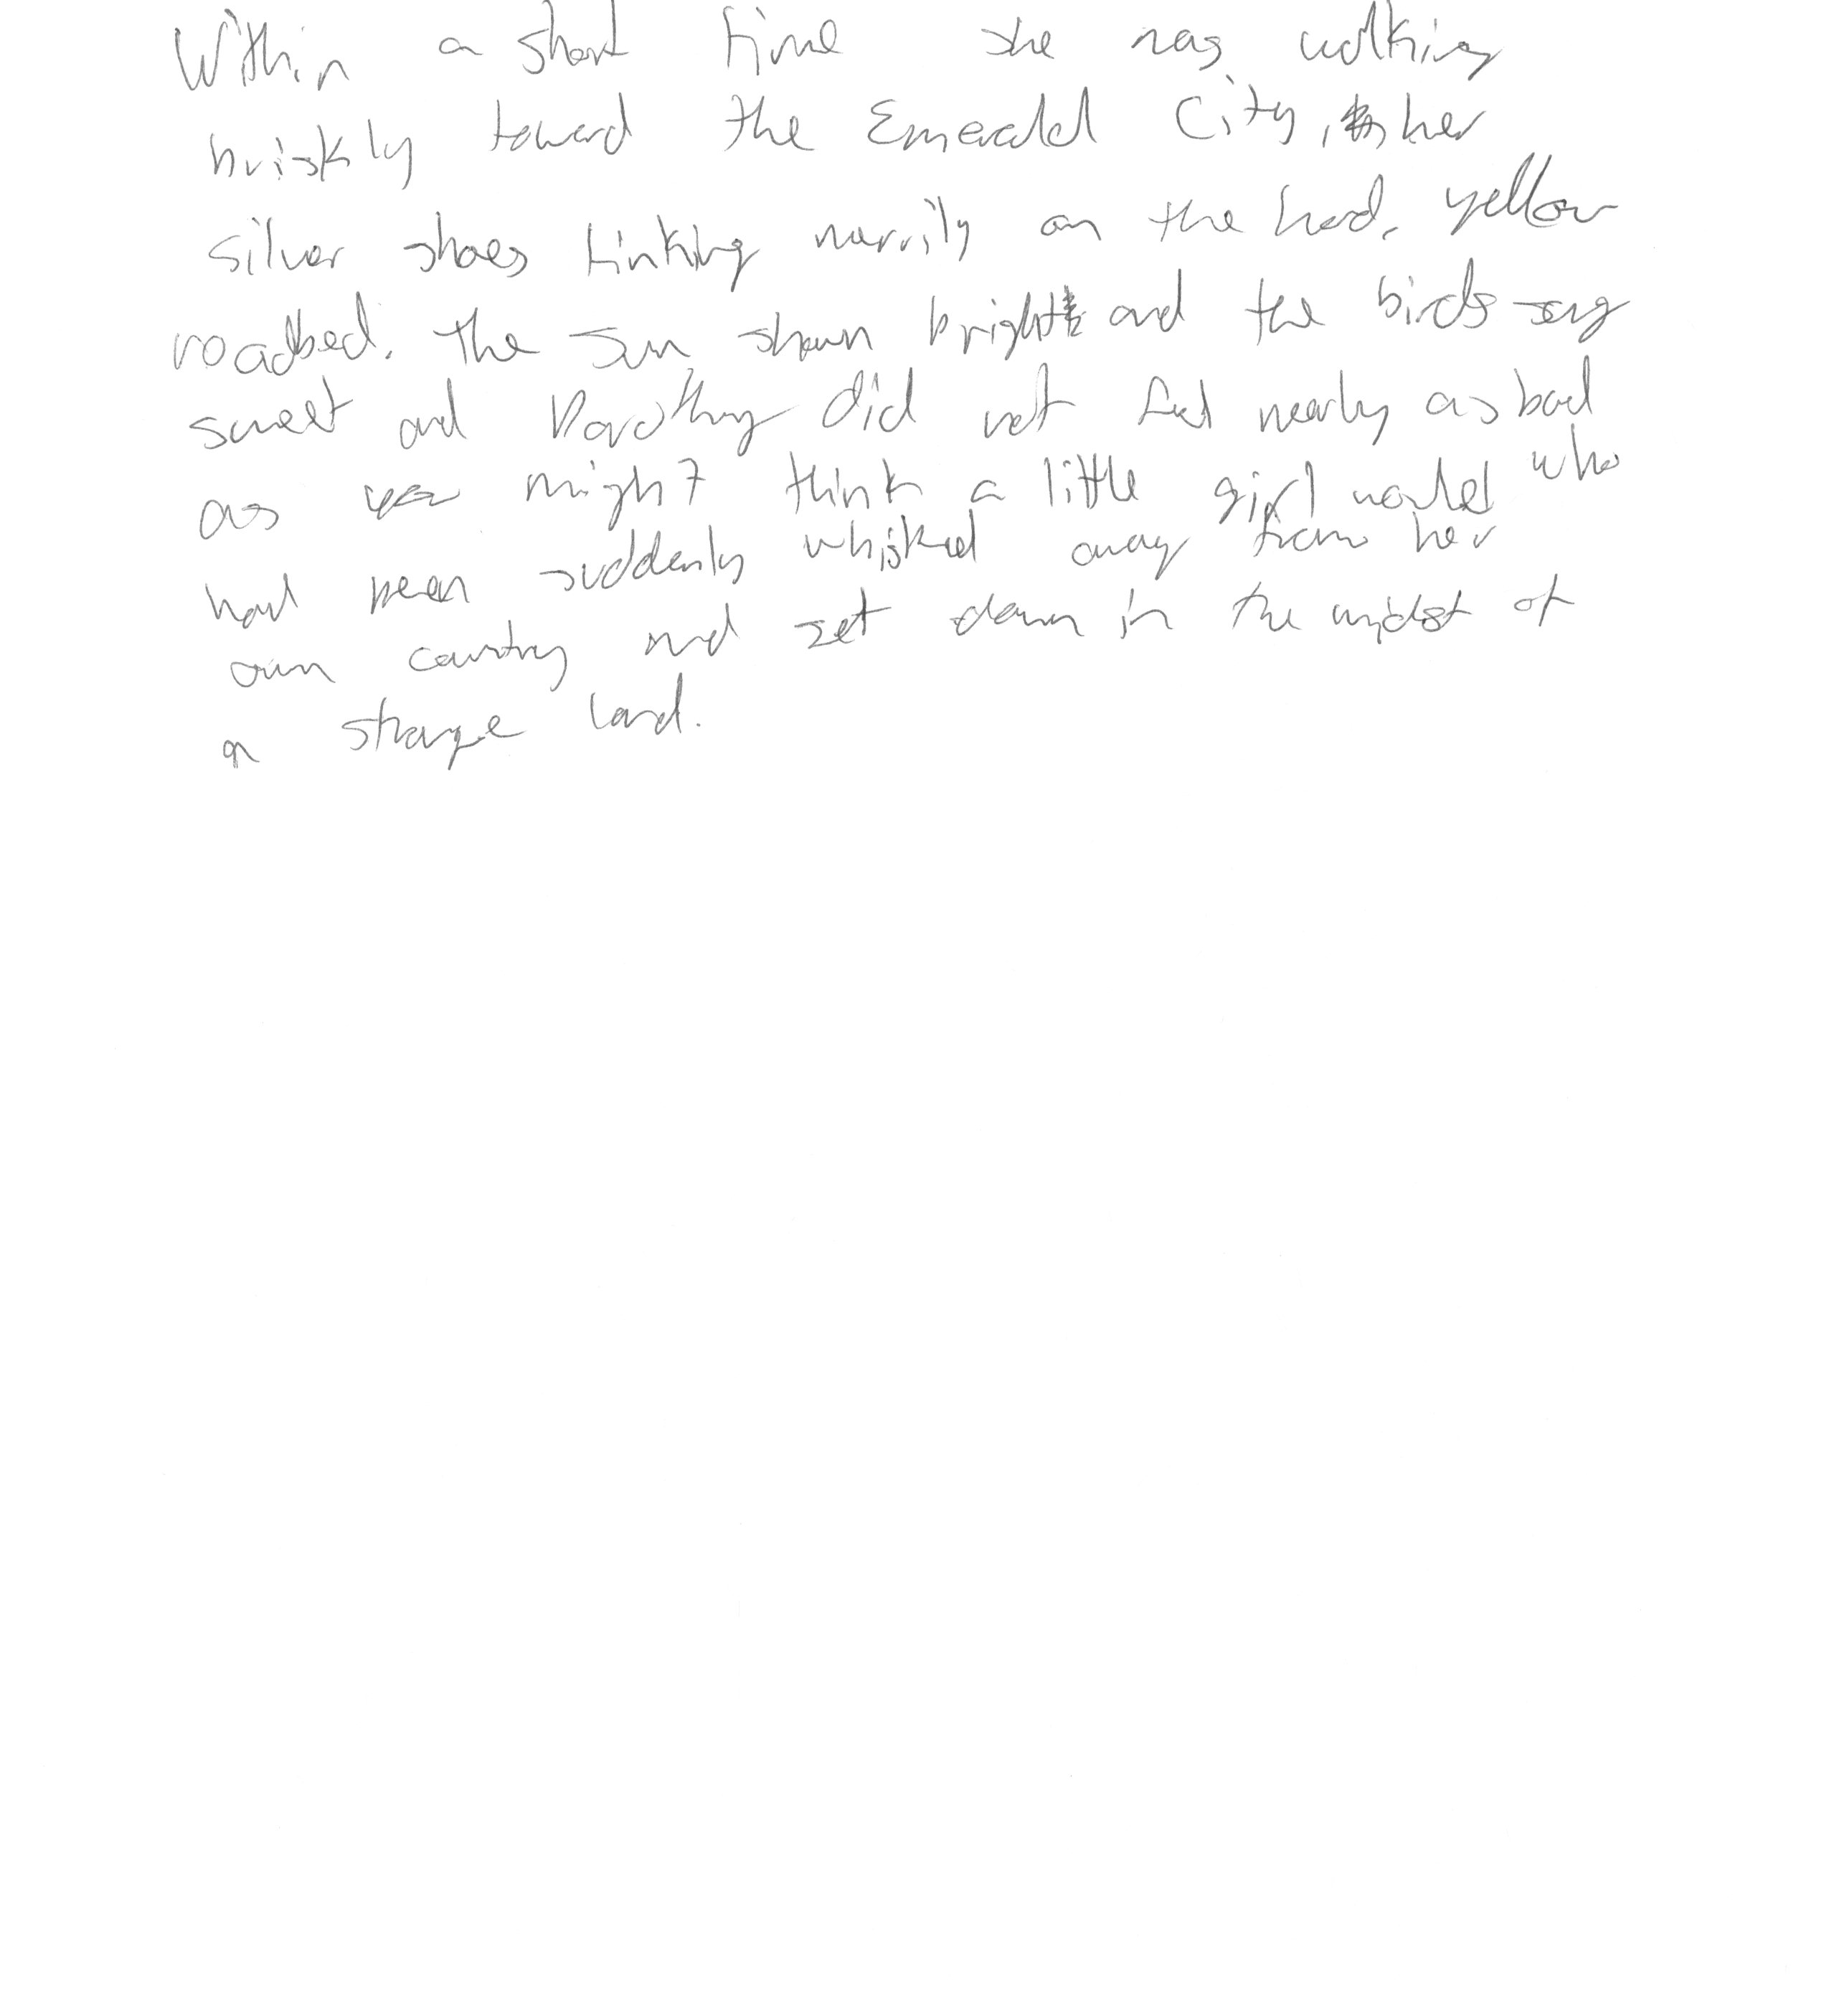 Within a short time she was walking
briskly toward the Emerald City, her
silver shoes tinkling merrily on the hard, yellow
roadbed. The sun shown bright and the birds sang
sweet and Dorothy did not feel nearly as bad
as you might think a little girl would who
had been suddenly whisked away from her
own country and set down in the midst of
a strange land.